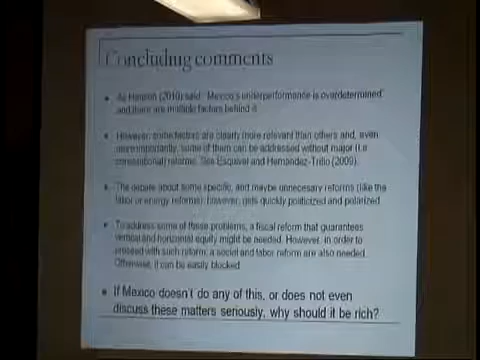 Concluding comments
As Hanson (2010) said: "Mexico's underperformance is overdetermined"
and there are multiple factors behind it
However, some factors are clearly more relevant than others and, even
more importantly, some of them can be addressed without major (i.e.
constitutional) reforms. See Esquivel and Hernández-Trillo (2009).
The debate about some specific, and maybe unnecessary reforms (like the
labor or energy reforms), however, gets quickly politicized and polarized
To address some of these problems, a fiscal reform that guarantees
vertical and horizontal equity might be needed. However, in order to
proceed with such reform, a social and labor reform are also needed.
Otherwise, it can be easily blocked
If Mexico doesn't do any of this, or does not even
discuss these matters seriously, why should it be rich?